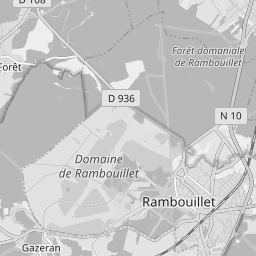 D 108
Forêt domaniale
de Rambouillet
Forêt
D 936
N 10
Domaine
de Rambouillet
Rambouillet
Gazeran